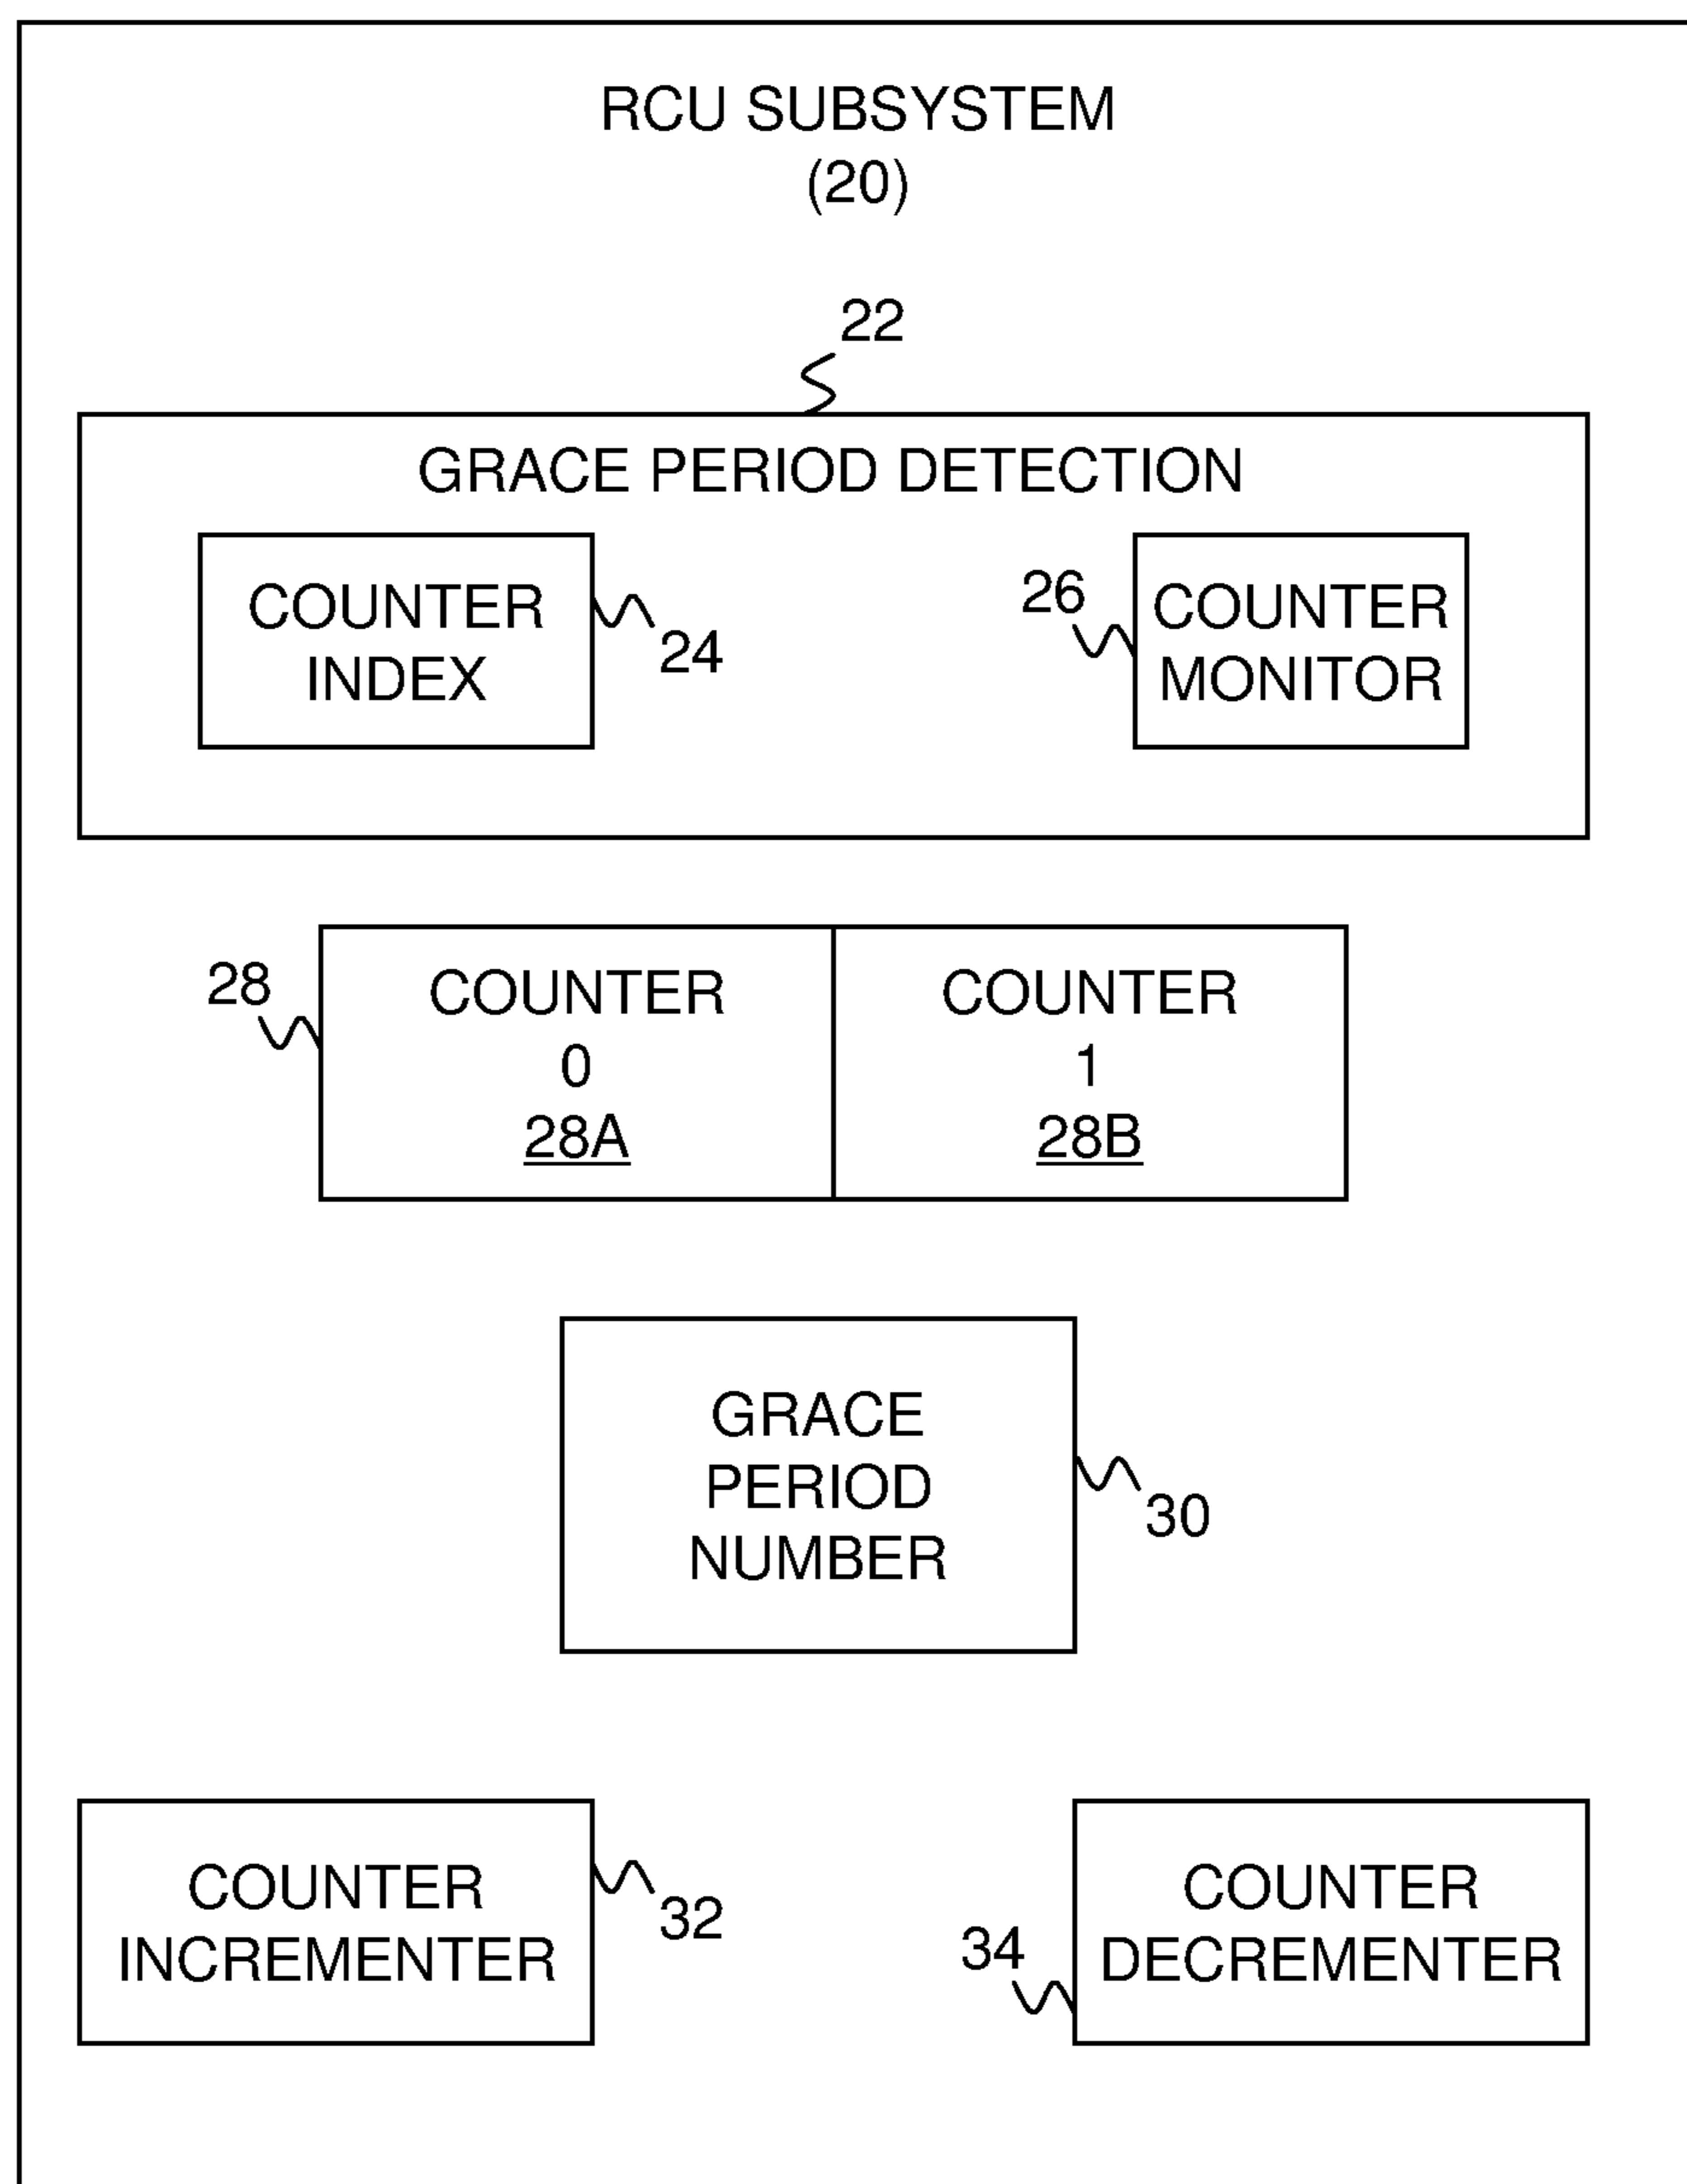 RCU SUBSYSTEM
(20)
22
GRACE PERIOD DETECTION
COUNTER
INDEX
24
26
COUNTER
MONITOR
28
COUNTER
0
28A
COUNTER
1
28B
GRACE
PERIOD
NUMBER
30
COUNTER
INCREMENTER
32
34
COUNTER
DECREMENTER